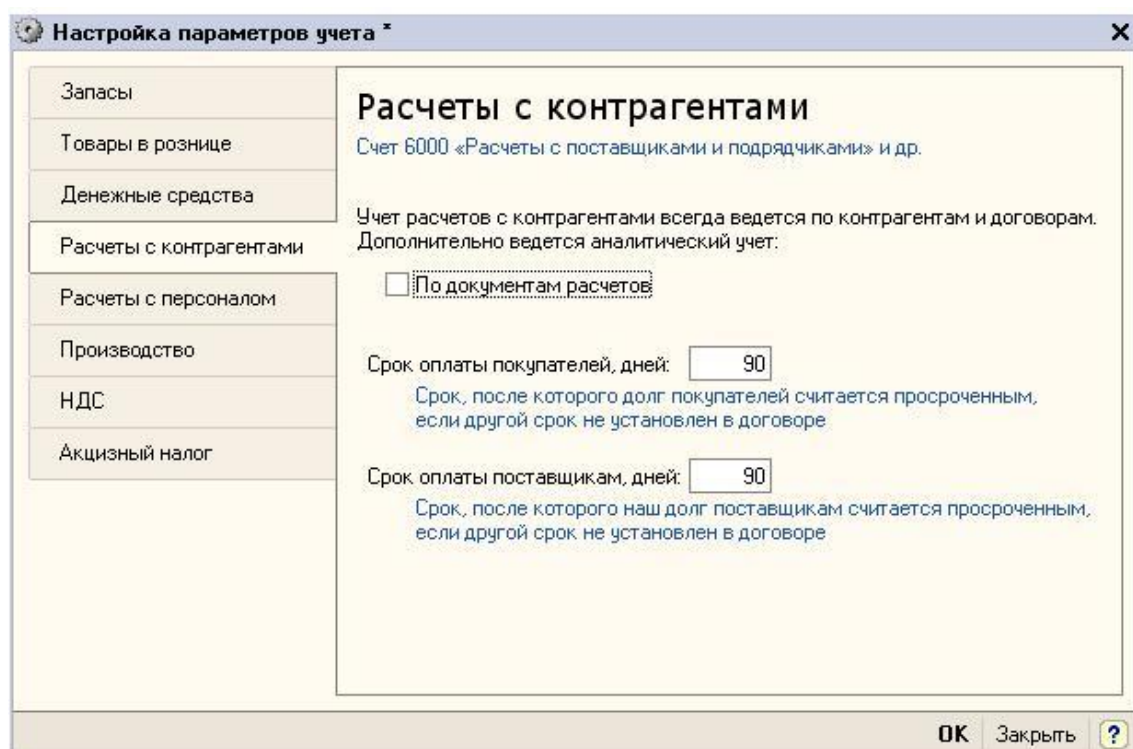 Настройка параметров учета *
Запасы
Товары в рознице
Денежные средства
Расчеты с контрагентами
Расчеты с персоналом
Производство
НДС
Акцизный налог
Расчеты с контрагентами
Счет 6000 «Расчеты с поставщиками и подрядчиками» и др.
Учет расчетов с контрагентами всегда ведется по контрагентам и договорам.
Дополнительно ведется аналитический учет:
По документам расчетов
Срок оплаты покупателей, дней: 90
Срок, после которого долг покупателей считается просроченным,
если другой срок не установлен в договоре
Срок оплаты поставщикам, дней: 90
Срок, после которого наш долг поставщикам считается просроченным,
если другой срок не установлен в договоре
OK Закрыть ?